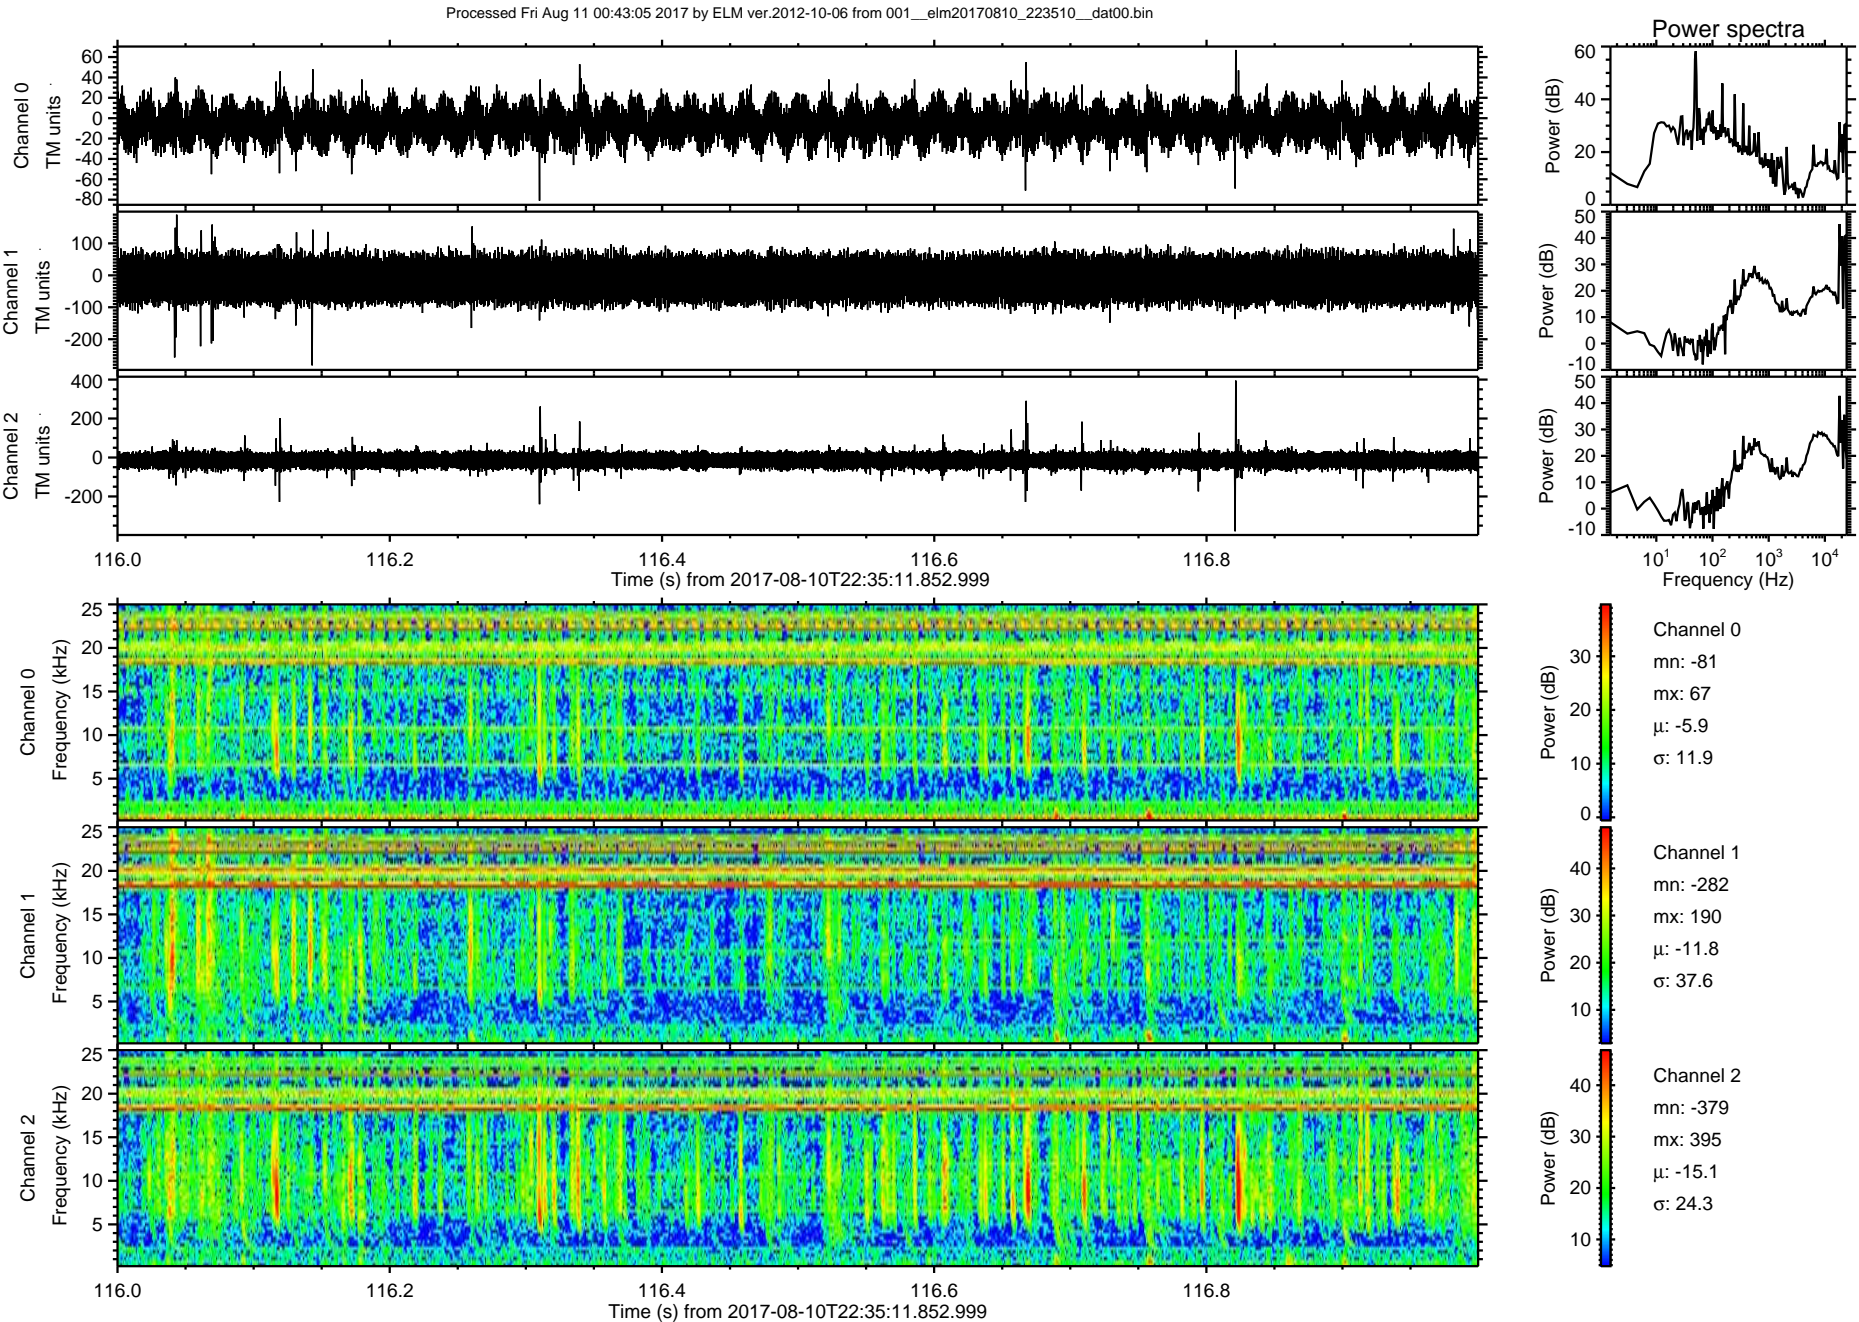 Processed Fri Aug 11 00:43:05 2017 by ELM ver.2012-10-06 from 001__elm20170810_223510__dat00.bin
Power spectra
Channel 0
TM units
60
40
20
0
-20
-40
-60
-80
Power (dB)
60
40
20
0
Channel 1
TM units
100
0
-100
-200
Power (dB)
50
40
30
20
10
0
-10
Channel 2
TM units
400
200
0
-200
Power (dB)
50
40
30
20
10
0
-10
116.0 116.2 116.4 116.6 116.8
Time (s) from 2017-08-10T22:35:11.852.999
10^1 10^2 10^3 10^4
Frequency (Hz)
Channel 0
Frequency (kHz)
25
20
15
10
5
Power (dB)
30
20
10
0
Channel 0
mn: -81
mx: 67
μ: -5.9
σ: 11.9
Channel 1
Frequency (kHz)
25
20
15
10
5
Power (dB)
40
30
20
10
Channel 1
mn: -282
mx: 190
μ: -11.8
σ: 37.6
Channel 2
Frequency (kHz)
25
20
15
10
5
Power (dB)
40
30
20
10
Channel 2
mn: -379
mx: 395
μ: -15.1
σ: 24.3
116.0 116.2 116.4 116.6 116.8
Time (s) from 2017-08-10T22:35:11.852.999